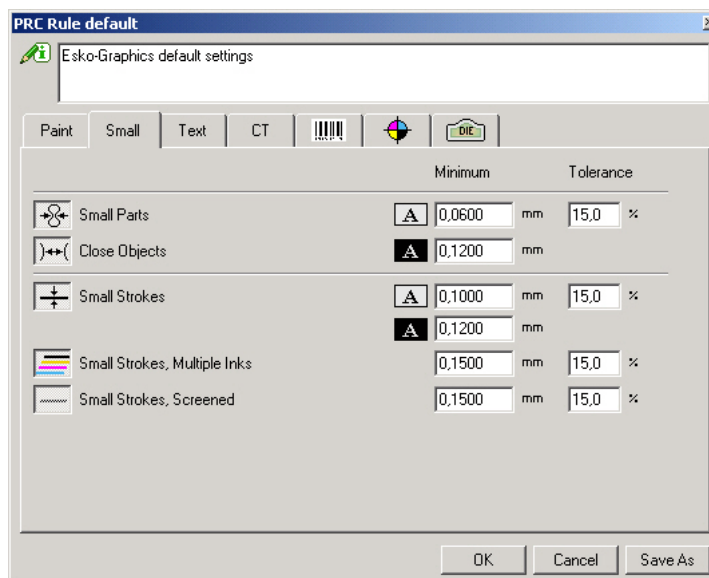 PRC Rule default
Esko-Graphics default settings
Paint Small Text CT DIE
Minimum Tolerance
Small Parts A 0,0600 mm 15,0 %
Close Objects A 0,1200 mm
Small Strokes A 0,1000 mm 15,0 %
A 0,1200 mm
Small Strokes, Multiple Inks 0,1500 mm 15,0 %
Small Strokes, Screened 0,1500 mm 15,0 %
OK Cancel Save As